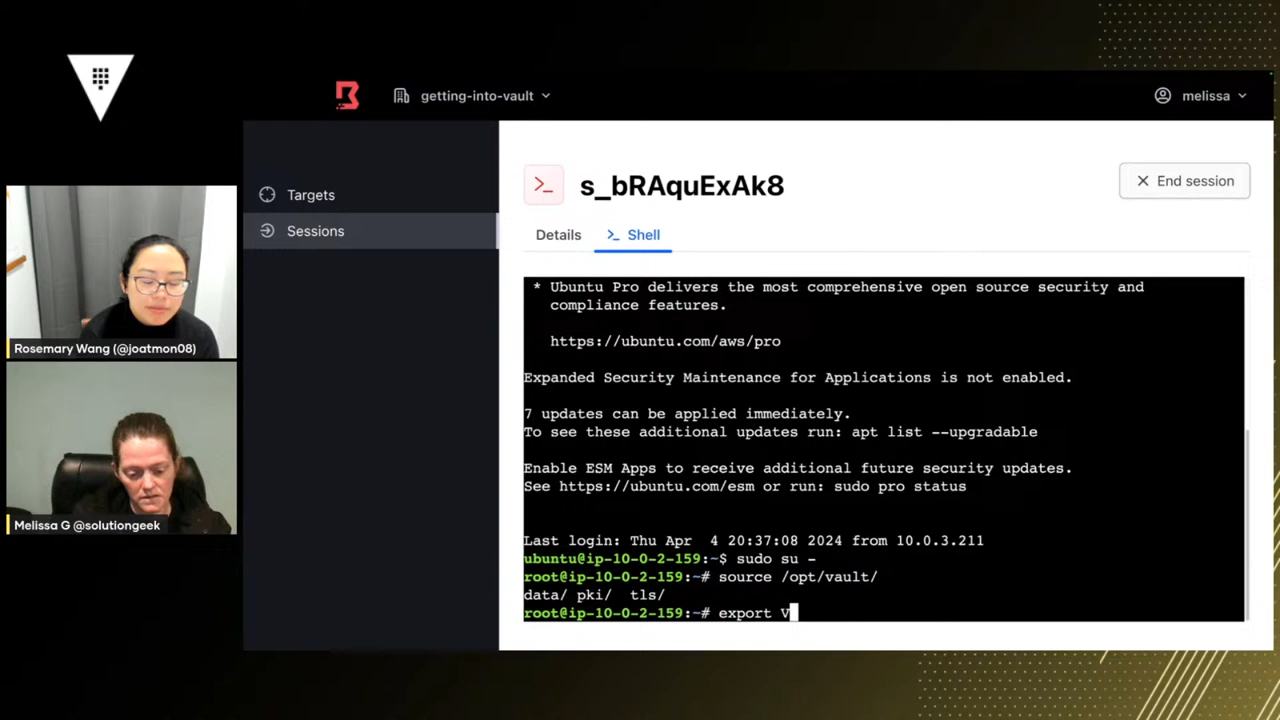 getting-into-vault
melissa
Targets
Sessions
s_bRAquExAk8
End session
Details
>_ Shell
* Ubuntu Pro delivers the most comprehensive open source security and
compliance features.
https://ubuntu.com/aws/pro
Expanded Security Maintenance for Applications is not enabled.
7 updates can be applied immediately.
To see these additional updates run: apt list --upgradable
Enable ESM Apps to receive additional future security updates.
See https://ubuntu.com/esm or run: sudo pro status
Last login: Thu Apr  4 20:37:08 2024 from 10.0.3.211
ubuntu@ip-10-0-2-159:~$ sudo su -
root@ip-10-0-2-159:~# source /opt/vault/
data/ pki/  tls/
root@ip-10-0-2-159:~# export V
Rosemary Wang (@joatmon08)
Melissa G @solutiongeek